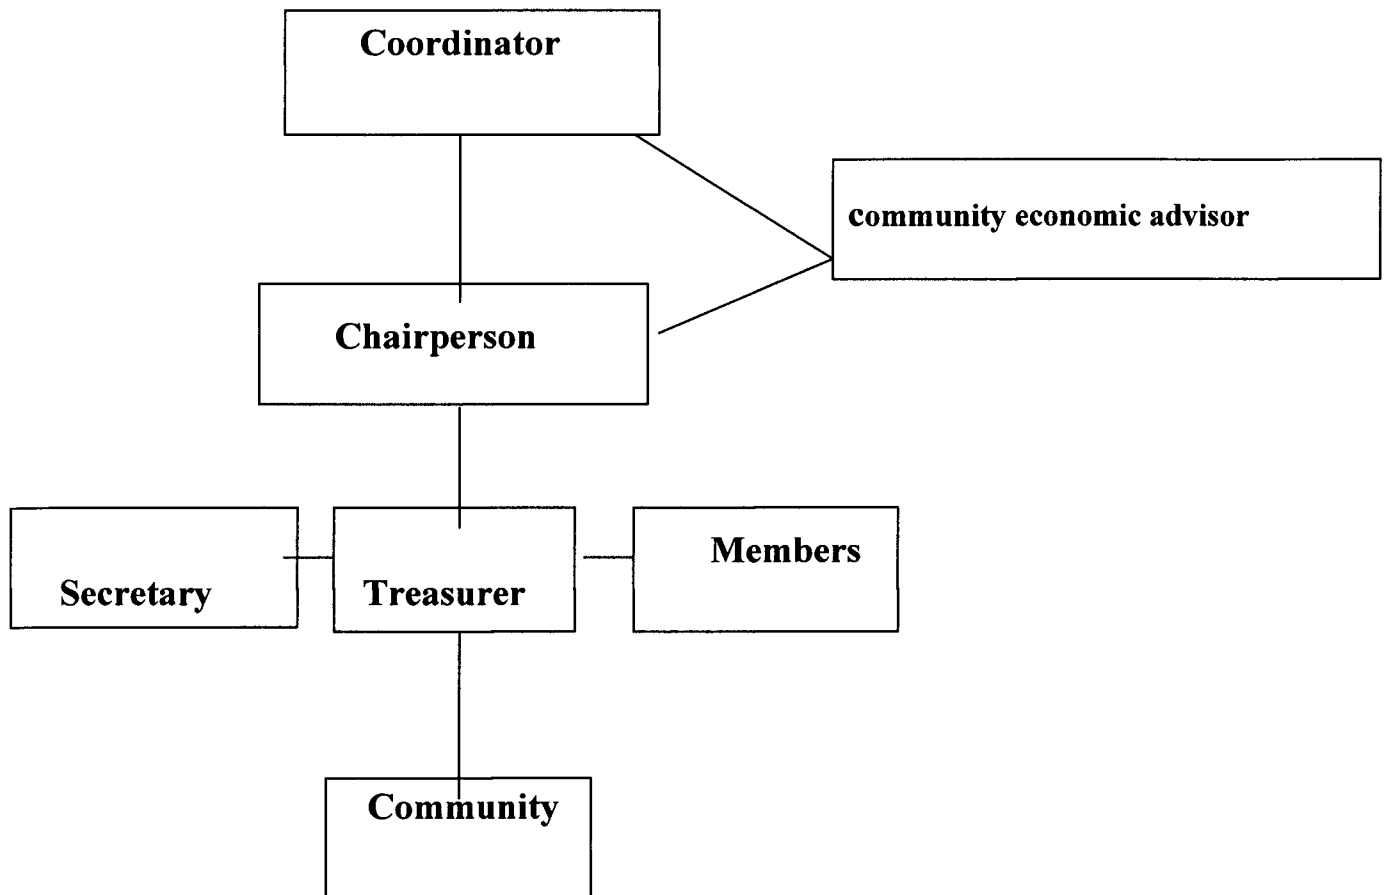 Coordinator
community economic advisor
Chairperson
Members
Secretary
Treasurer
Community